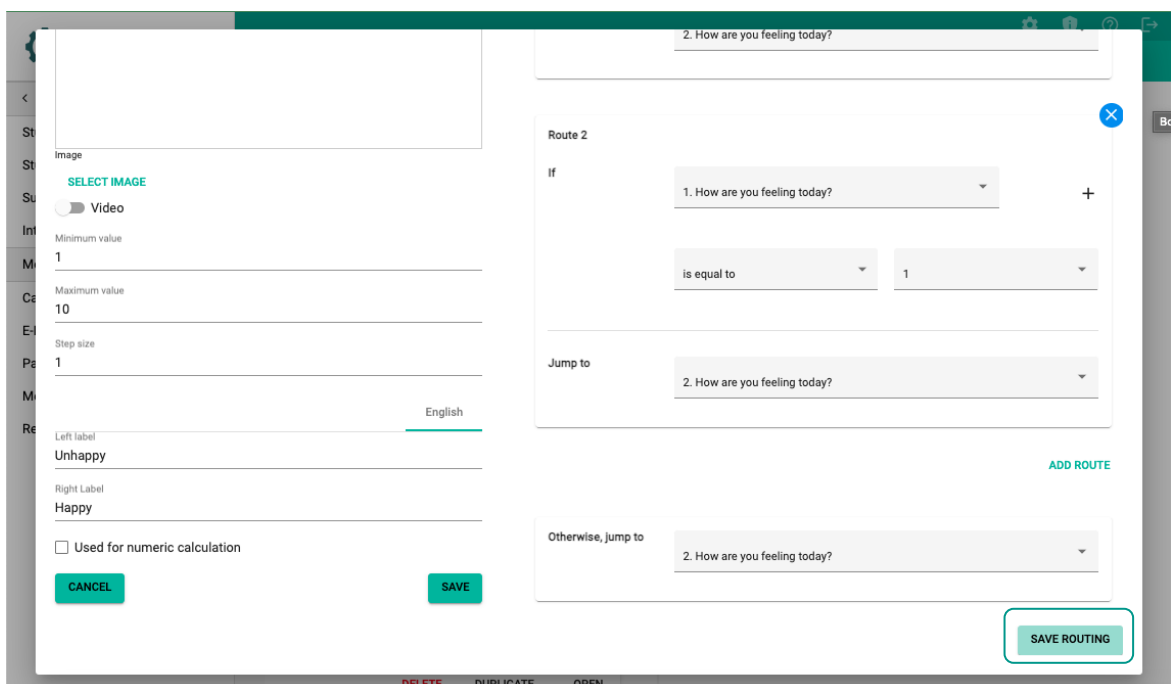 2. How are you feeling today?
Image
SELECT IMAGE
Video
Minimum value
1
Maximum value
10
Step size
1
English
Left label
Unhappy
Right Label
Happy
Used for numeric calculation
CANCEL
SAVE
Route 2
If
1. How are you feeling today?
is equal to
1
Jump to
2. How are you feeling today?
ADD ROUTE
Otherwise, jump to
2. How are you feeling today?
SAVE ROUTING
DELETE DUPLICATE OPEN